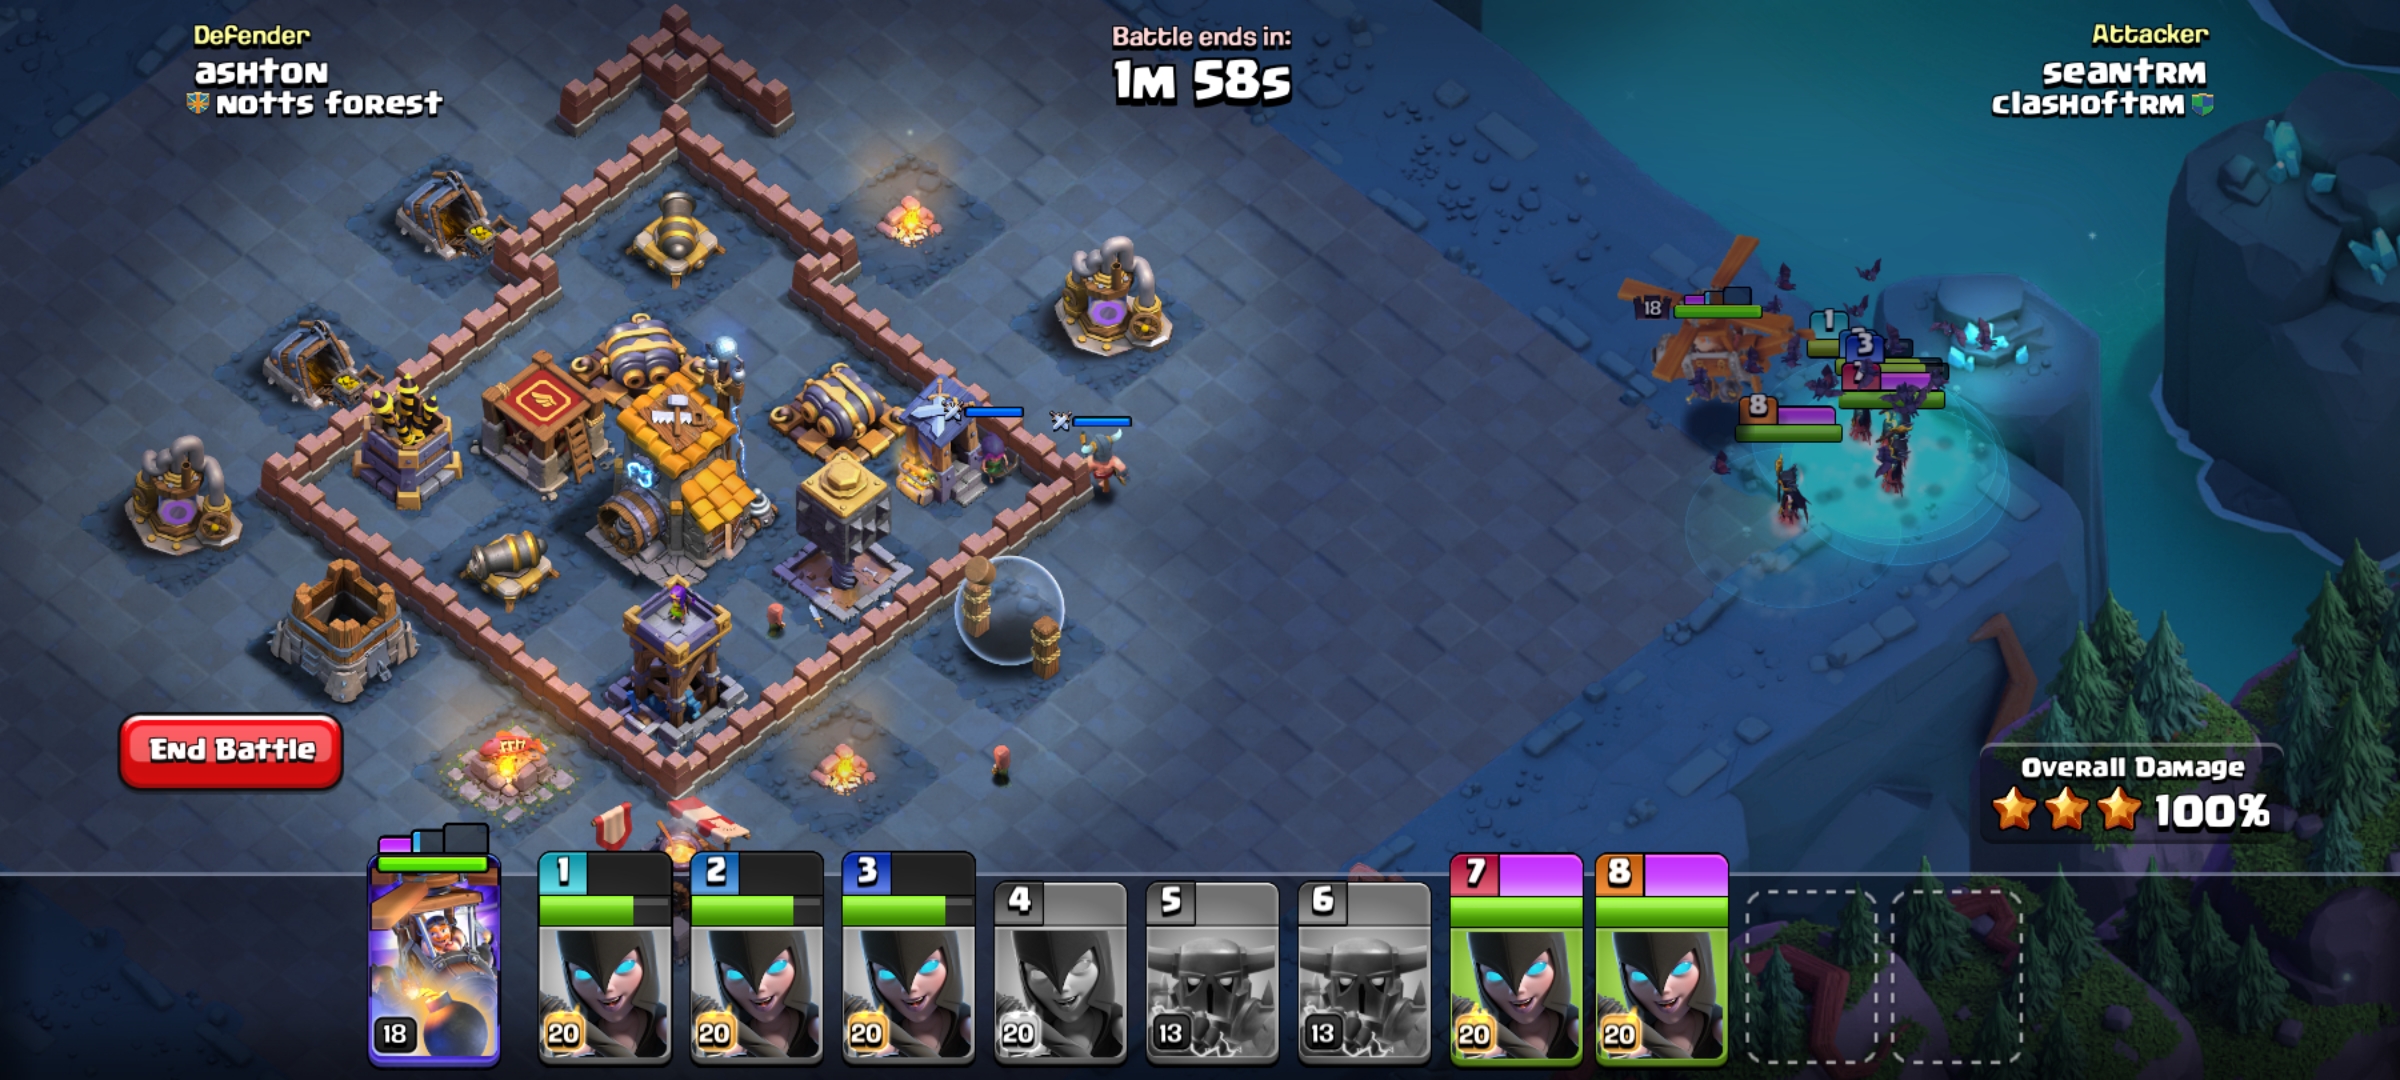 Defender
ashton
Notts Forest
Battle ends in:
1M 58s
Attacker
seantRM
clashoftRM
18
1
3
7
8
End Battle
Overall Damage
100%
1
2
3
4
5
6
7
8
18
20
20
20
20
13
13
20
20